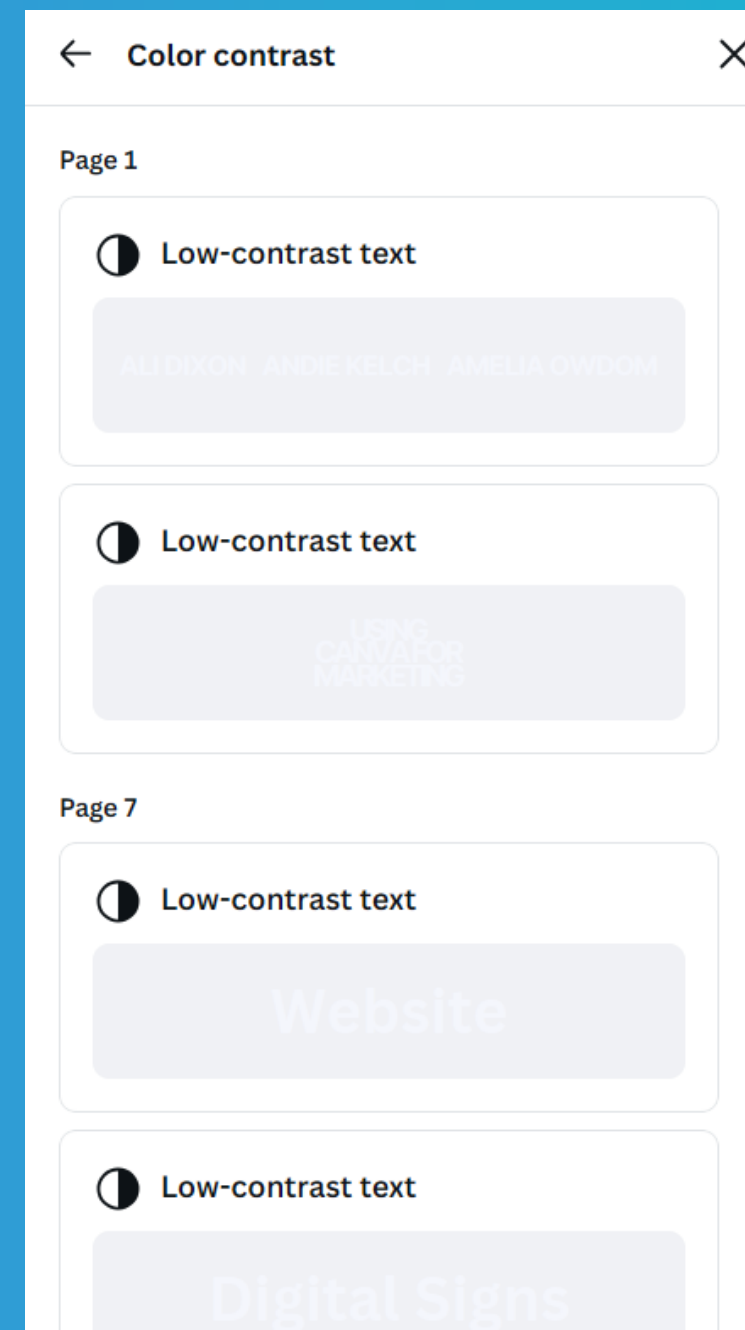 Color contrast
Page 1
Low-contrast text
ALI DIXON ANDIE KELCH AMELIA OWDOM
Low-contrast text
USING
CANVA FOR
MARKETING
Page 7
Low-contrast text
Website
Low-contrast text
Digital Signs